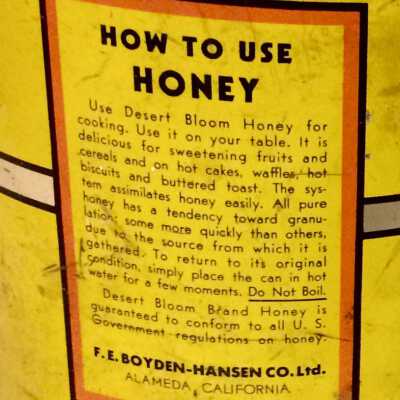 HOW TO USE
HONEY
Use Desert Bloom Honey for
cooking. Use it on your table. It is
delicious for sweetening fruits and
cereals and on hot cakes, waffles, hot
biscuits and buttered toast. The sys-
tem assimilates honey easily. All pure
honey has a tendency toward granu-
lation; some more quickly than others,
due to the source from which it is
gathered. To return to its original
condition, simply place the can in hot
water for a few moments. Do Not Boil.
Desert Bloom Brand Honey is
guaranteed to conform to all U. S.
Government regulations on honey.
F. E. BOYDEN-HANSEN CO. Ltd.
ALAMEDA, CALIFORNIA